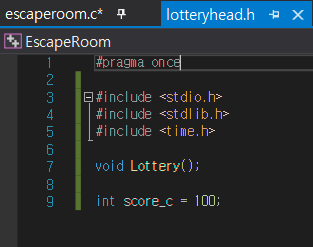 escaperoom.c*
lotteryhead.h
EscapeRoom
1 #pragma once
2
3 #include <stdio.h>
4 #include <stdlib.h>
5 #include <time.h>
6
7 void Lottery();
8
9 int score_c = 100;